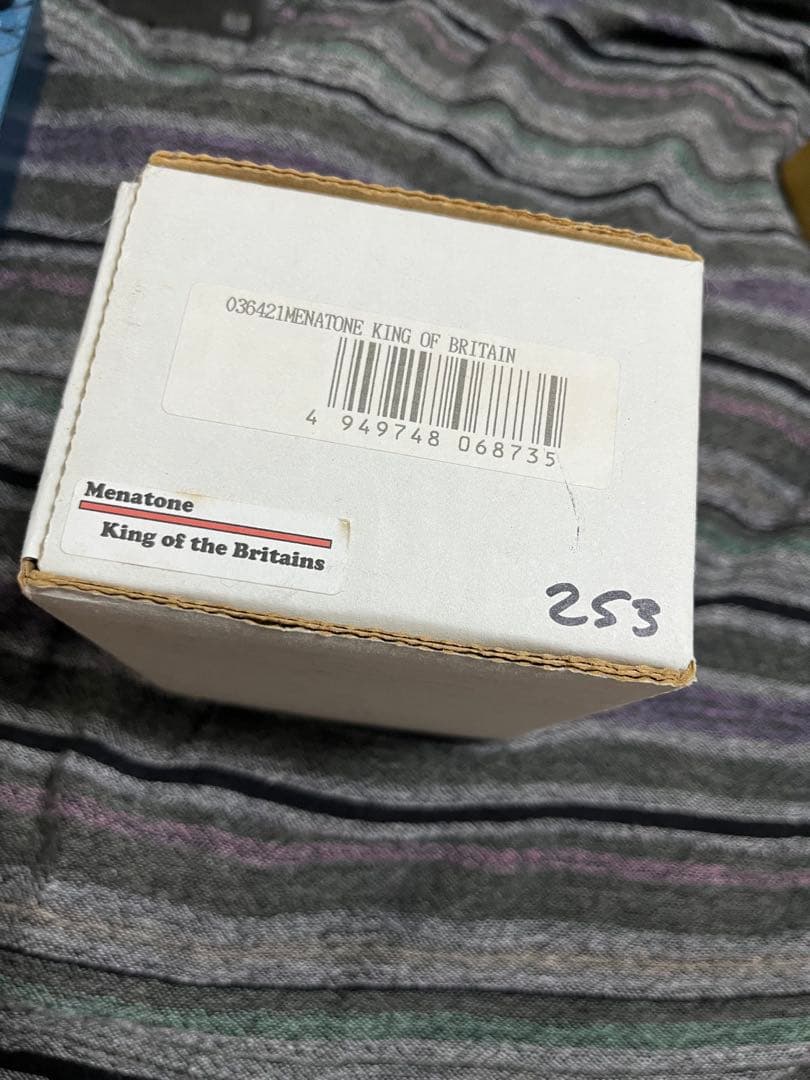 036421MENATONE KING OF BRITAIN
4 949748 068735
Menatone
King of the Britains
253